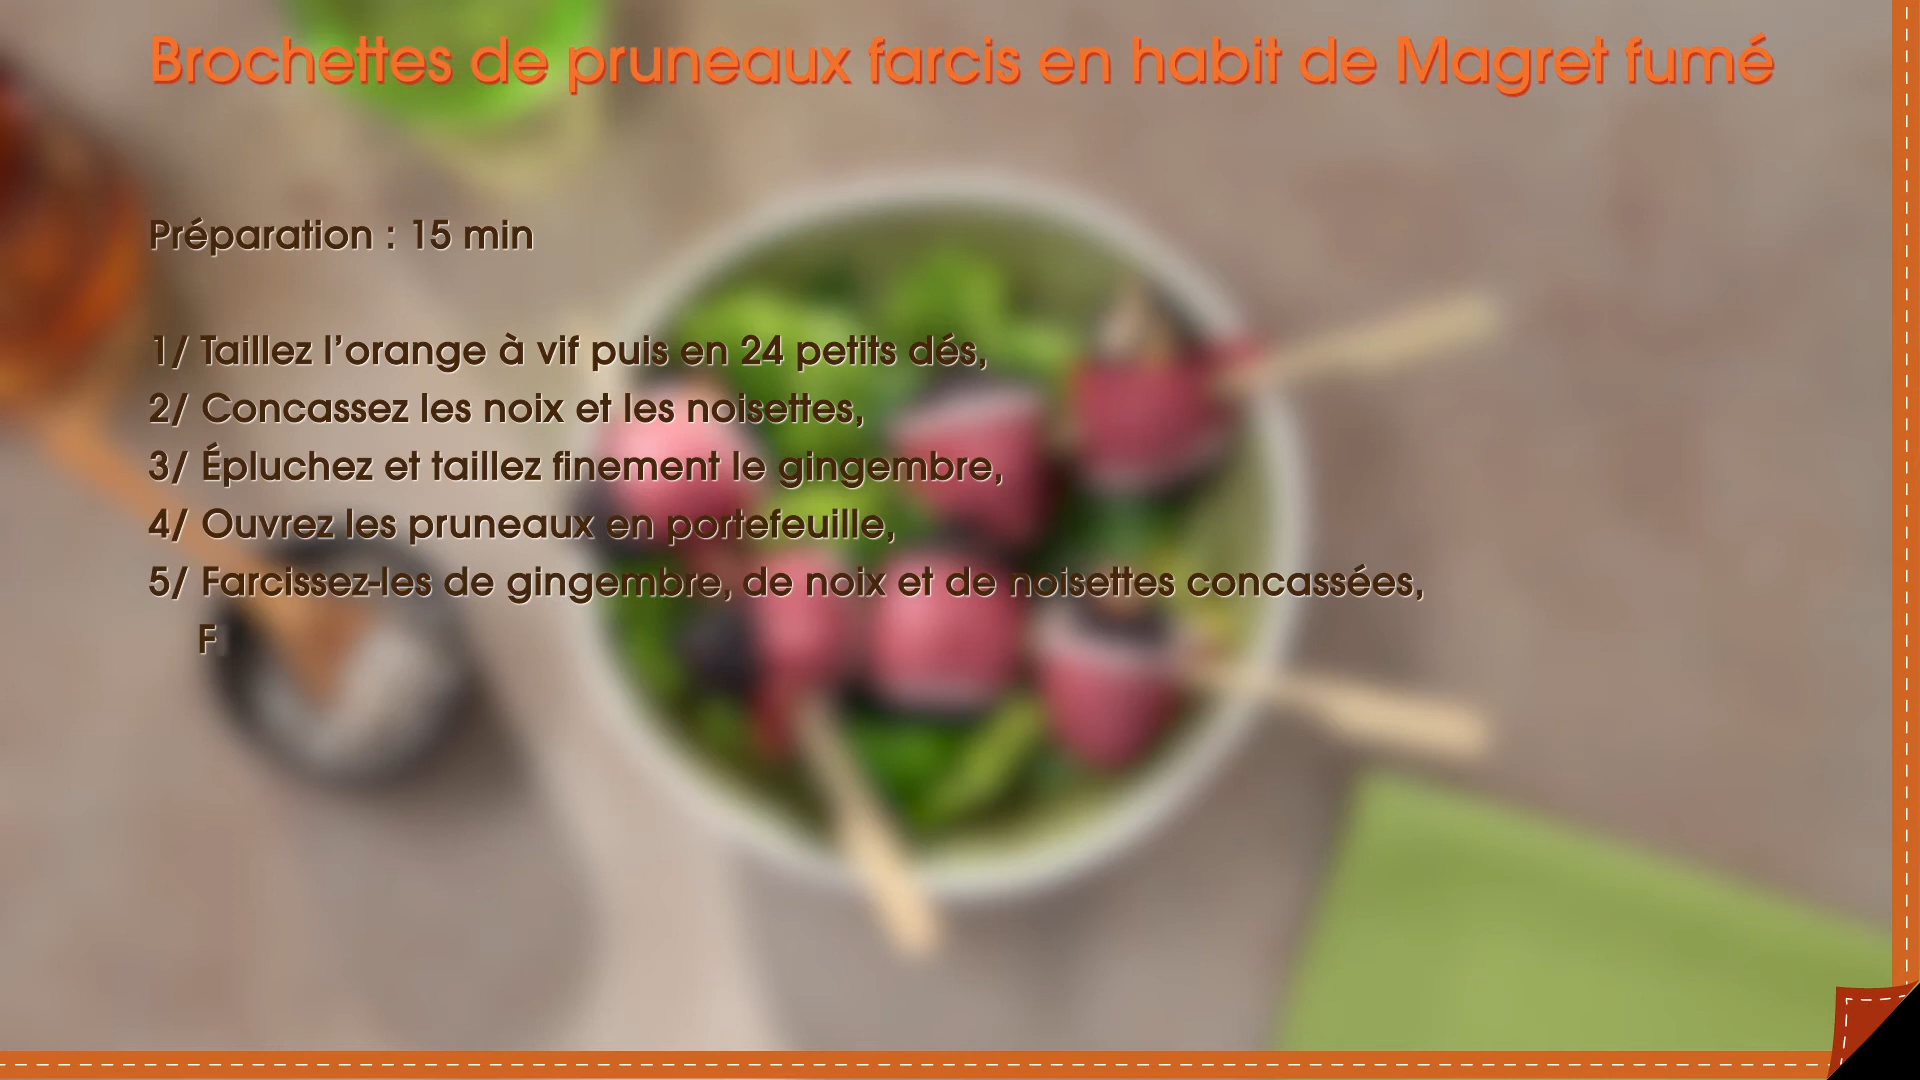 Brochettes de pruneaux farcis en habit de Magret fumé
Préparation : 15 min
1/ Taillez l’orange à vif puis en 24 petits dés,
2/ Concassez les noix et les noisettes,
3/ Épluchez et taillez finement le gingembre,
4/ Ouvrez les pruneaux en portefeuille,
5/ Farcissez-les de gingembre, de noix et de noisettes concassées,
F